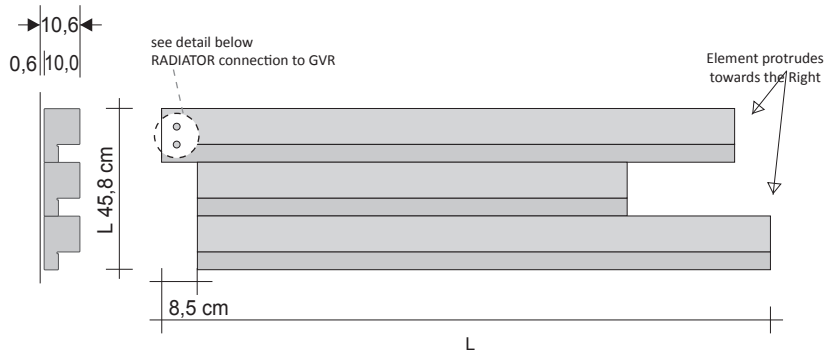 10,6
0,6 10,0
see detail below
RADIATOR connection to GVR
Element protrudes
towards the Right
L 45,8 cm
8,5 cm
L